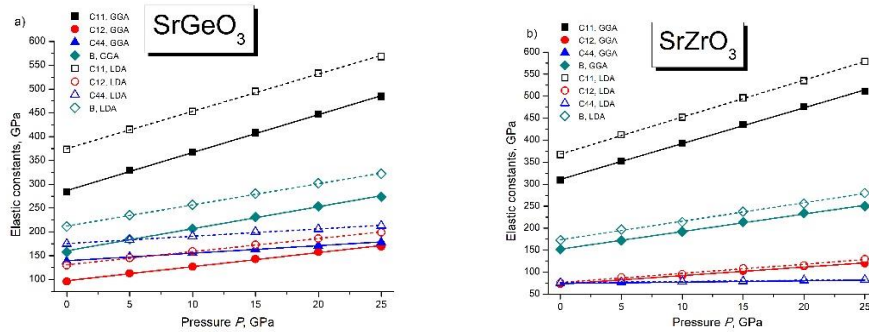 a)
SrGeO3
C11, GGA
C12, GGA
C44, GGA
B, GGA
C11, LDA
C12, LDA
C44, LDA
B, LDA
Elastic constants, GPa
600
550
500
450
400
350
300
250
200
150
100
0 5 10 15 20 25
Pressure P, GPa
b)
SrZrO3
C11, GGA
C12, GGA
C44, GGA
B, GGA
C11, LDA
C12, LDA
C44, LDA
B, LDA
Elastic constants, GPa
600
550
500
450
400
350
300
250
200
150
100
50
0 5 10 15 20 25
Pressure P, GPa